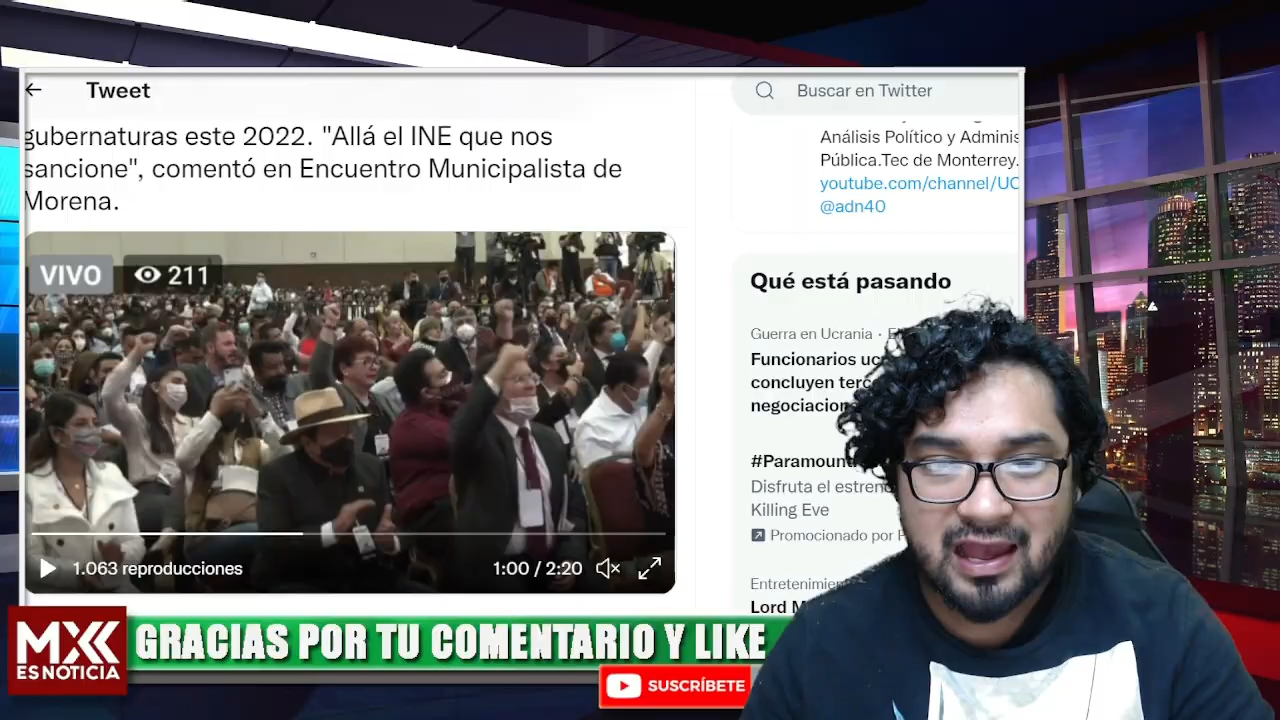 Tweet
gubernaturas este 2022. "Allá el INE que nos
sancione", comentó en Encuentro Municipalista de
Morena.
VIVO
211
1.063 reproducciones
1:00 / 2:20
Buscar en Twitter
Análisis Político y Adminis
Pública.Tec de Monterrey.
youtube.com/channel/UC
@adn40
Qué está pasando
Guerra en Ucrania ·
Funcionarios uc
concluyen terc
negociacion
#Paramount
Disfruta el estren
Killing Eve
Promocionado por P
Entretenimie
Lord M
MX
ES NOTICIA
GRACIAS POR TU COMENTARIO Y LIKE
SUSCRÍBETE